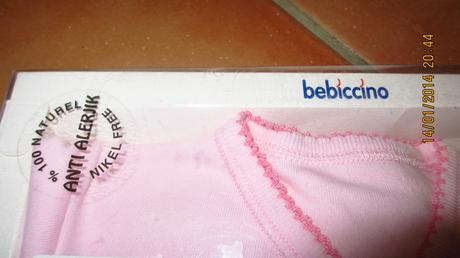 bebiccino
% 100 NATUREL
ANTI ALERJIK
NIKEL FREE
14/01/2014 20:44